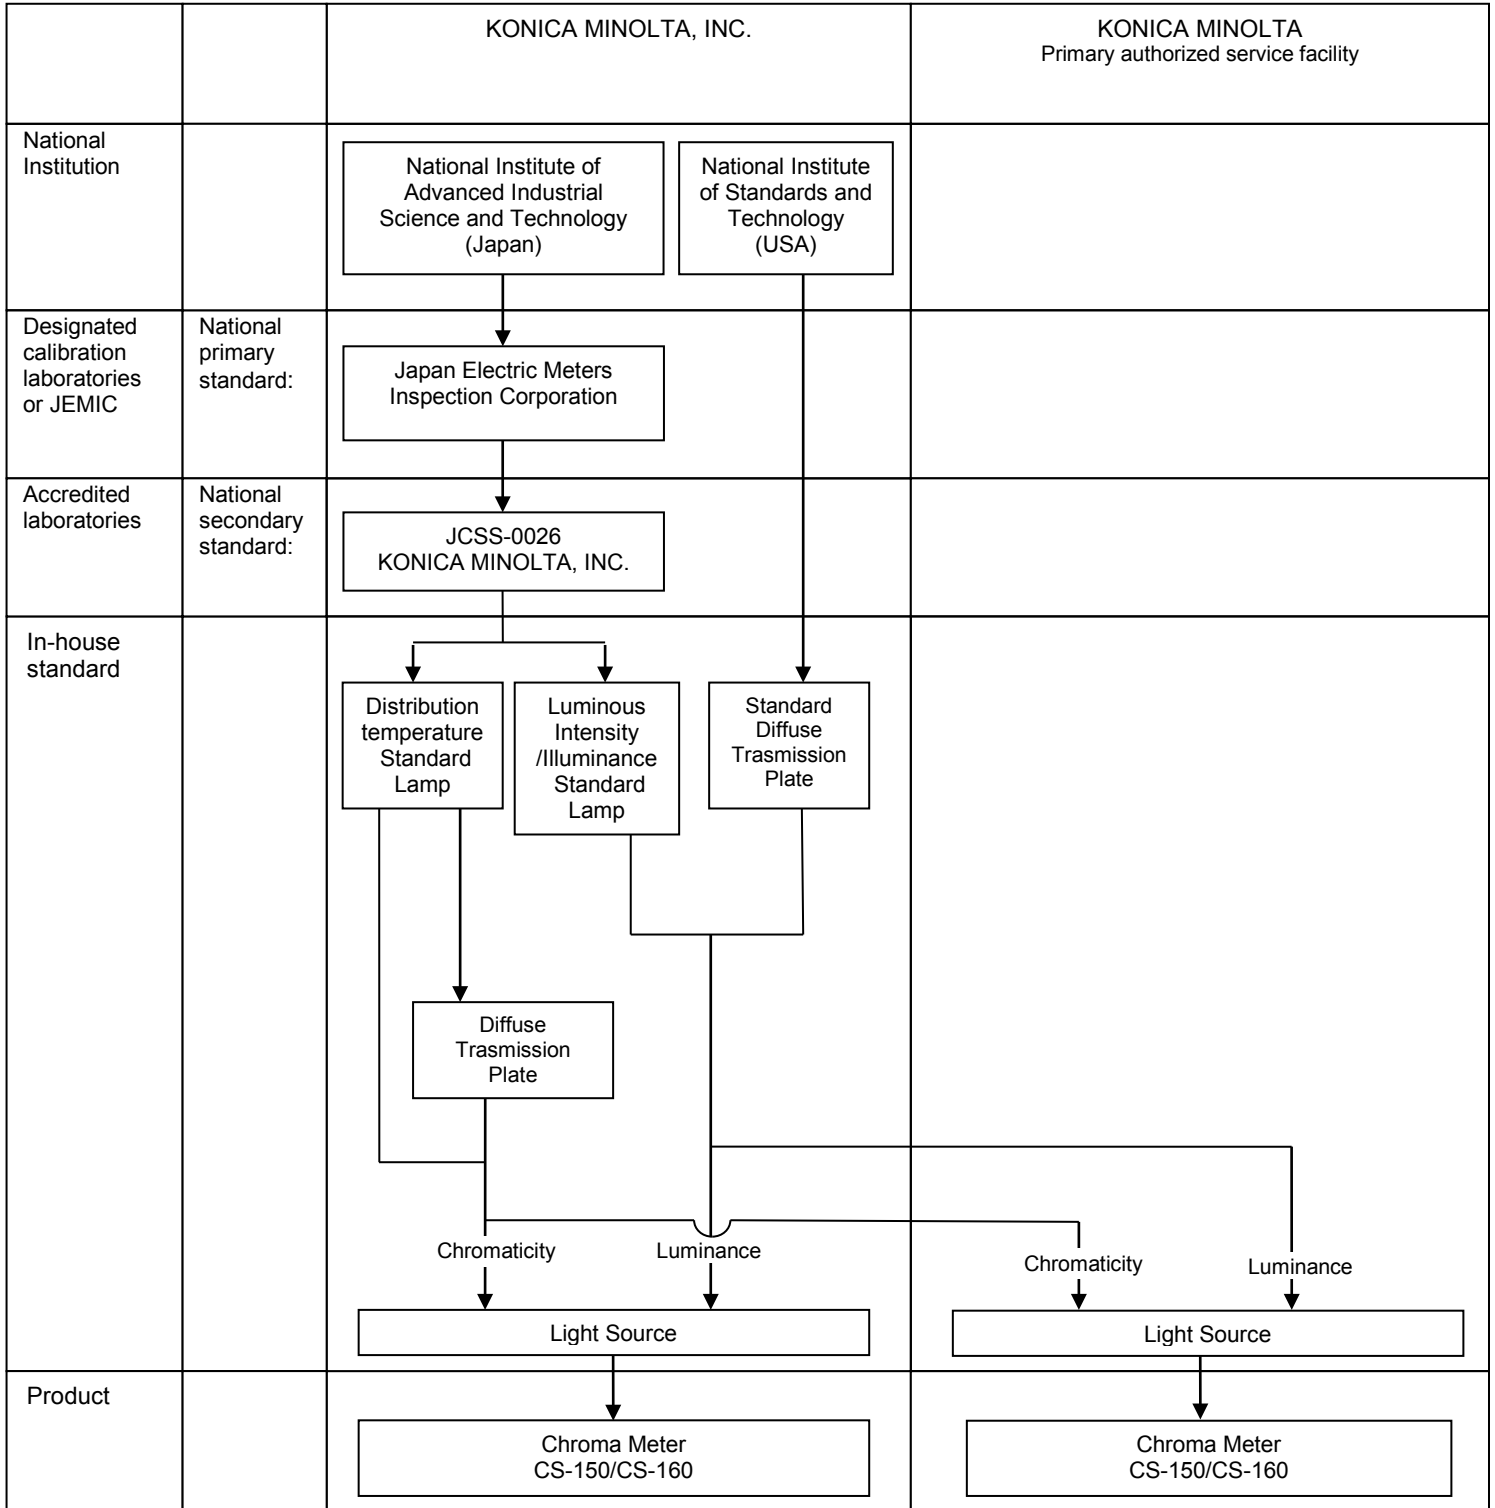 KONICA MINOLTA, INC.
KONICA MINOLTA
Primary authorized service facility
National
Institution
National Institute of
Advanced Industrial
Science and Technology
(Japan)
National Institute
of Standards and
Technology
(USA)
Designated
calibration
laboratories
or JEMIC
National
primary
standard:
Japan Electric Meters
Inspection Corporation
Accredited
laboratories
National
secondary
standard:
JCSS-0026
KONICA MINOLTA, INC.
In-house
standard
Distribution
temperature
Standard
Lamp
Luminous
Intensity
/Illuminance
Standard
Lamp
Standard
Diffuse
Trasmission
Plate
Diffuse
Trasmission
Plate
Chromaticity
Luminance
Chromaticity
Luminance
Light Source
Light Source
Product
Chroma Meter
CS-150/CS-160
Chroma Meter
CS-150/CS-160